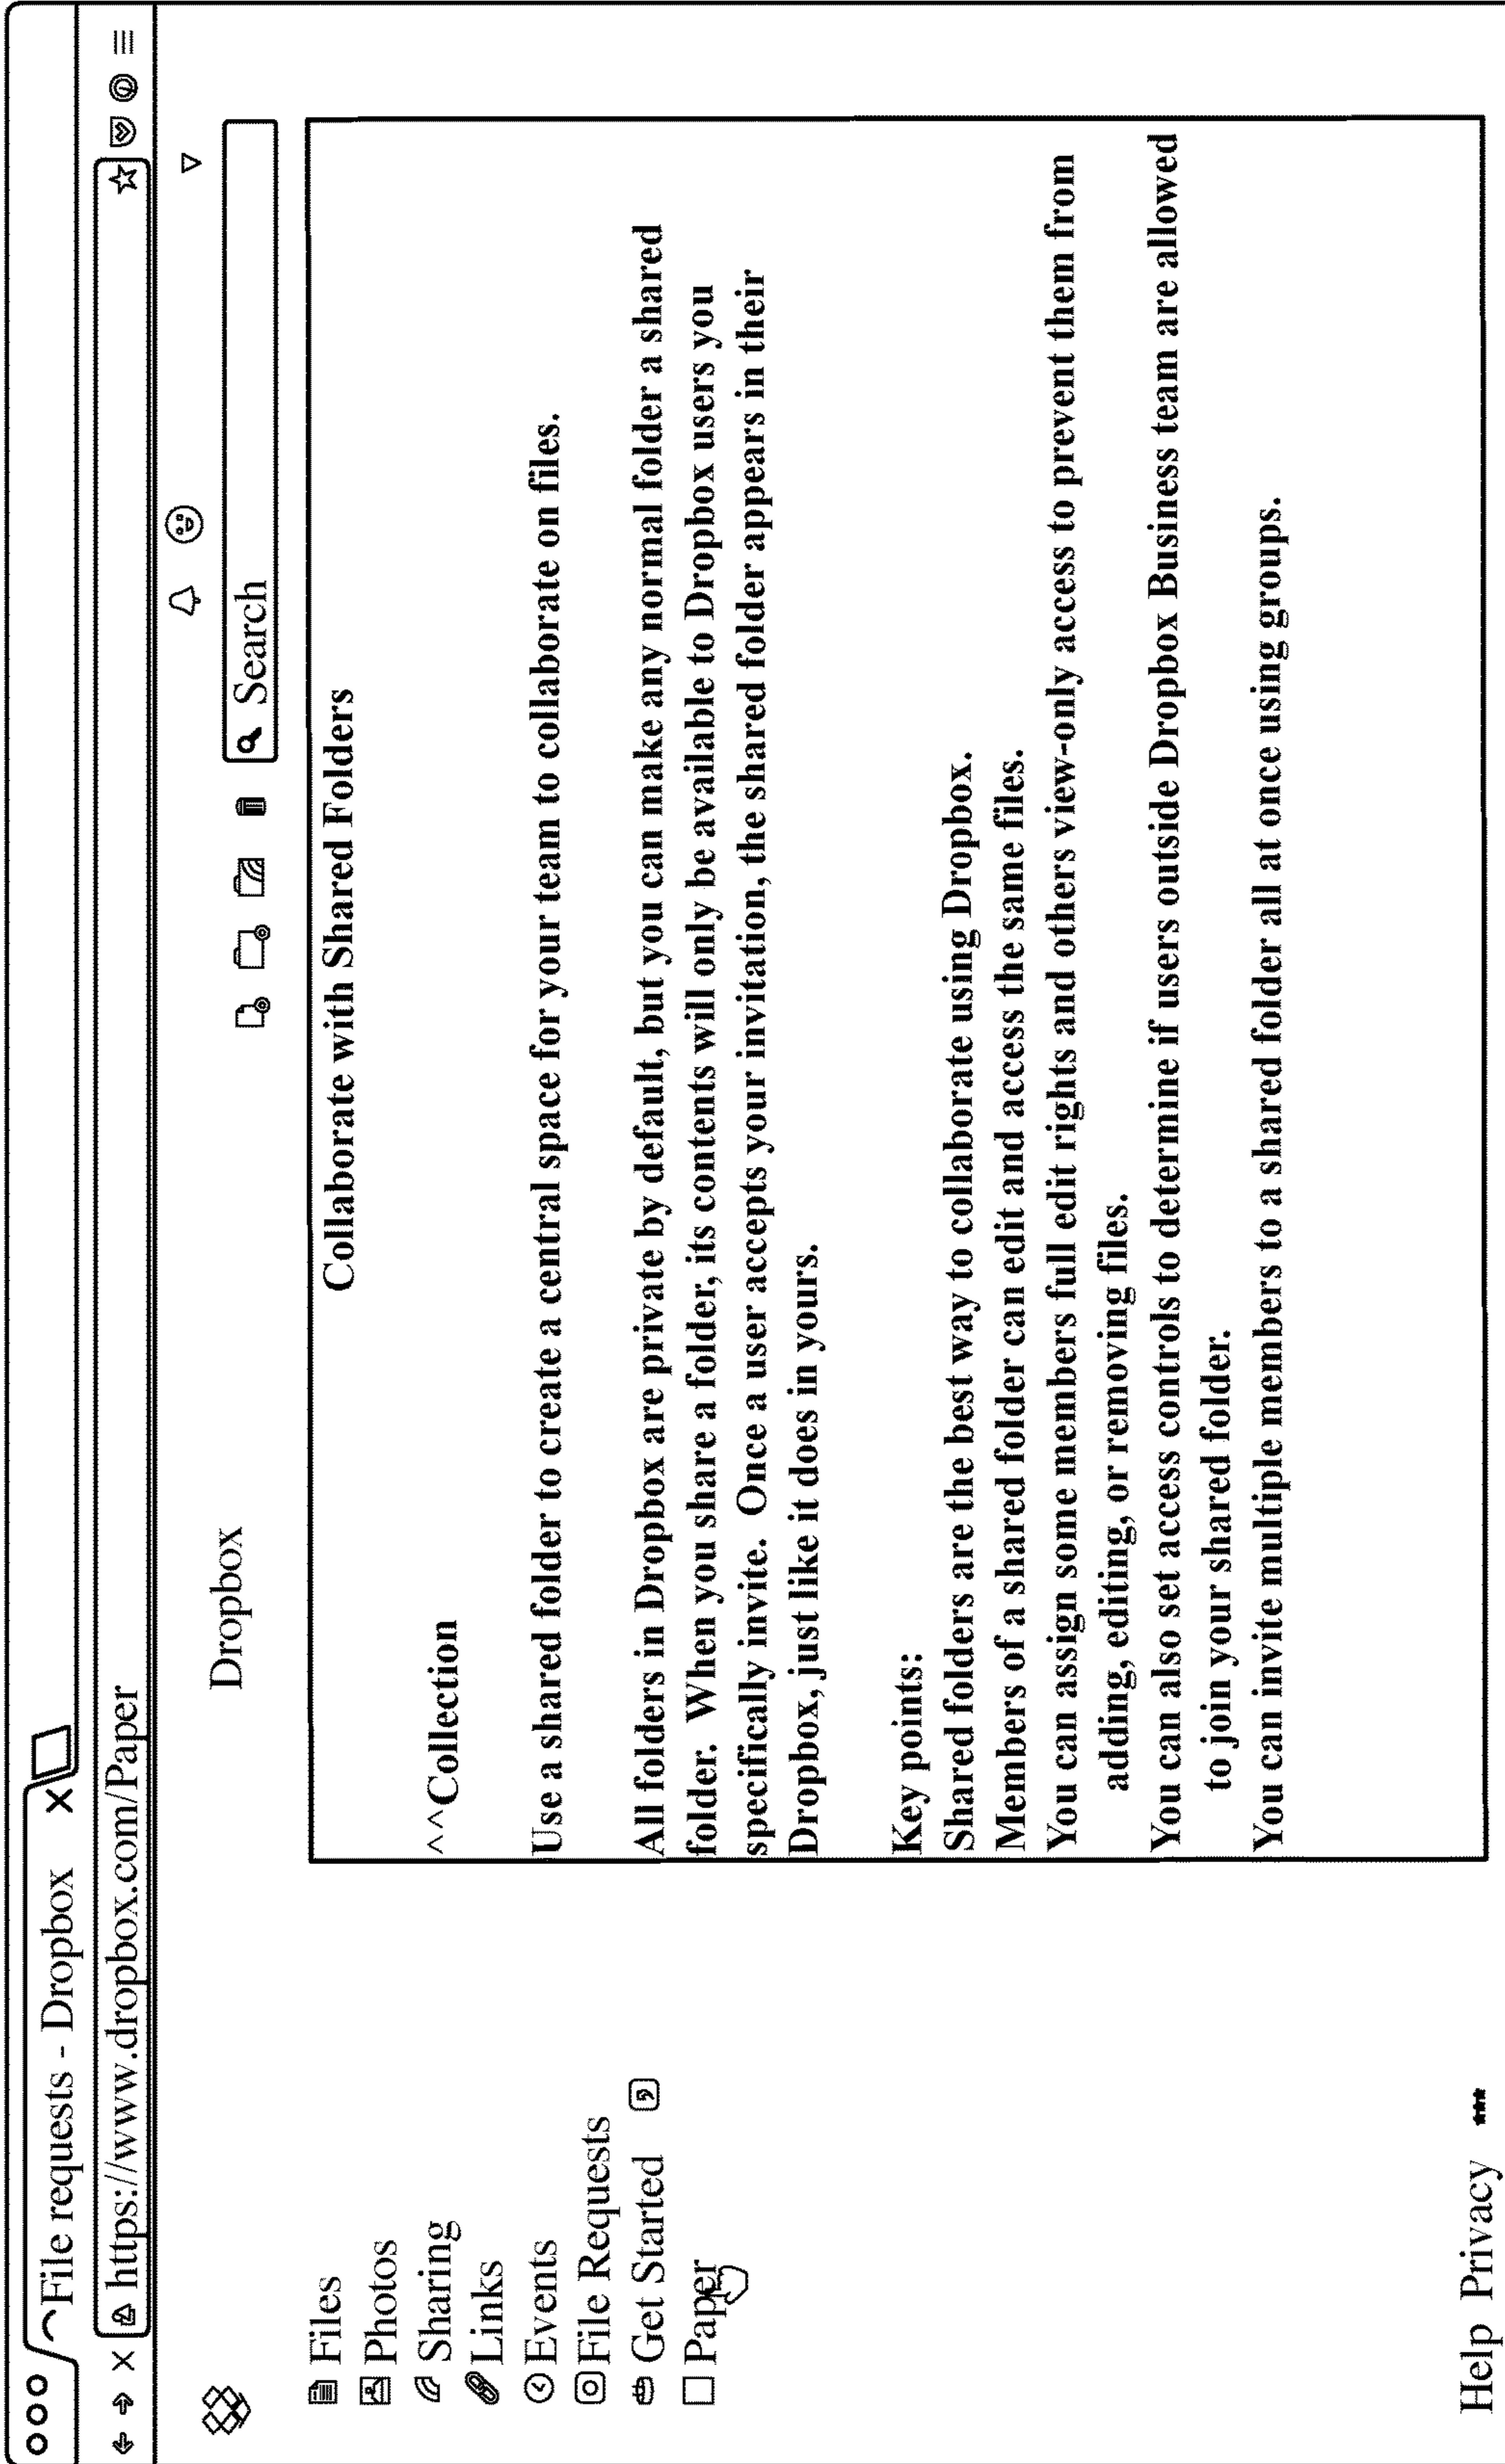 File requests - Dropbox X
https://www.dropbox.com/Paper
Dropbox
Search
Files
Photos
Sharing
Links
Events
File Requests
Get Started
Paper
Help Privacy
Collaborate with Shared Folders
^^Collection
Use a shared folder to create a central space for your team to collaborate on files.
All folders in Dropbox are private by default, but you can make any normal folder a shared
folder. When you share a folder, its contents will only be available to Dropbox users you
specifically invite. Once a user accepts your invitation, the shared folder appears in their
Dropbox, just like it does in yours.
Key points:
Shared folders are the best way to collaborate using Dropbox.
Members of a shared folder can edit and access the same files.
You can assign some members full edit rights and others view-only access to prevent them from
adding, editing, or removing files.
You can also set access controls to determine if users outside Dropbox Business team are allowed
to join your shared folder.
You can invite multiple members to a shared folder all at once using groups.